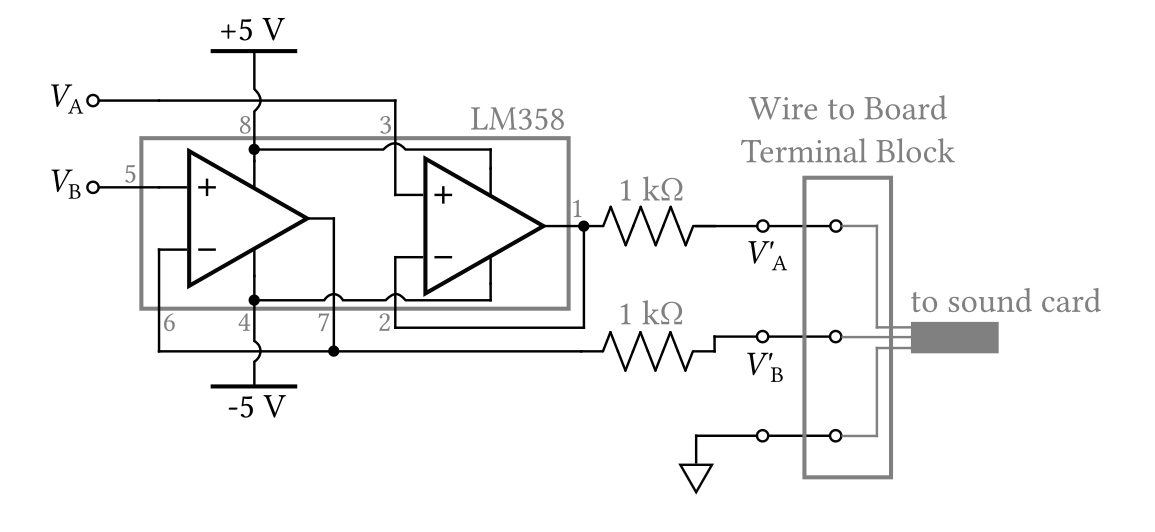 +5 V
V_A
8
3
LM358
Wire to Board
Terminal Block
5
V_B
+
+
1
1 kΩ
−
−
V′_A
6
4
7
2
1 kΩ
to sound card
V′_B
-5 V